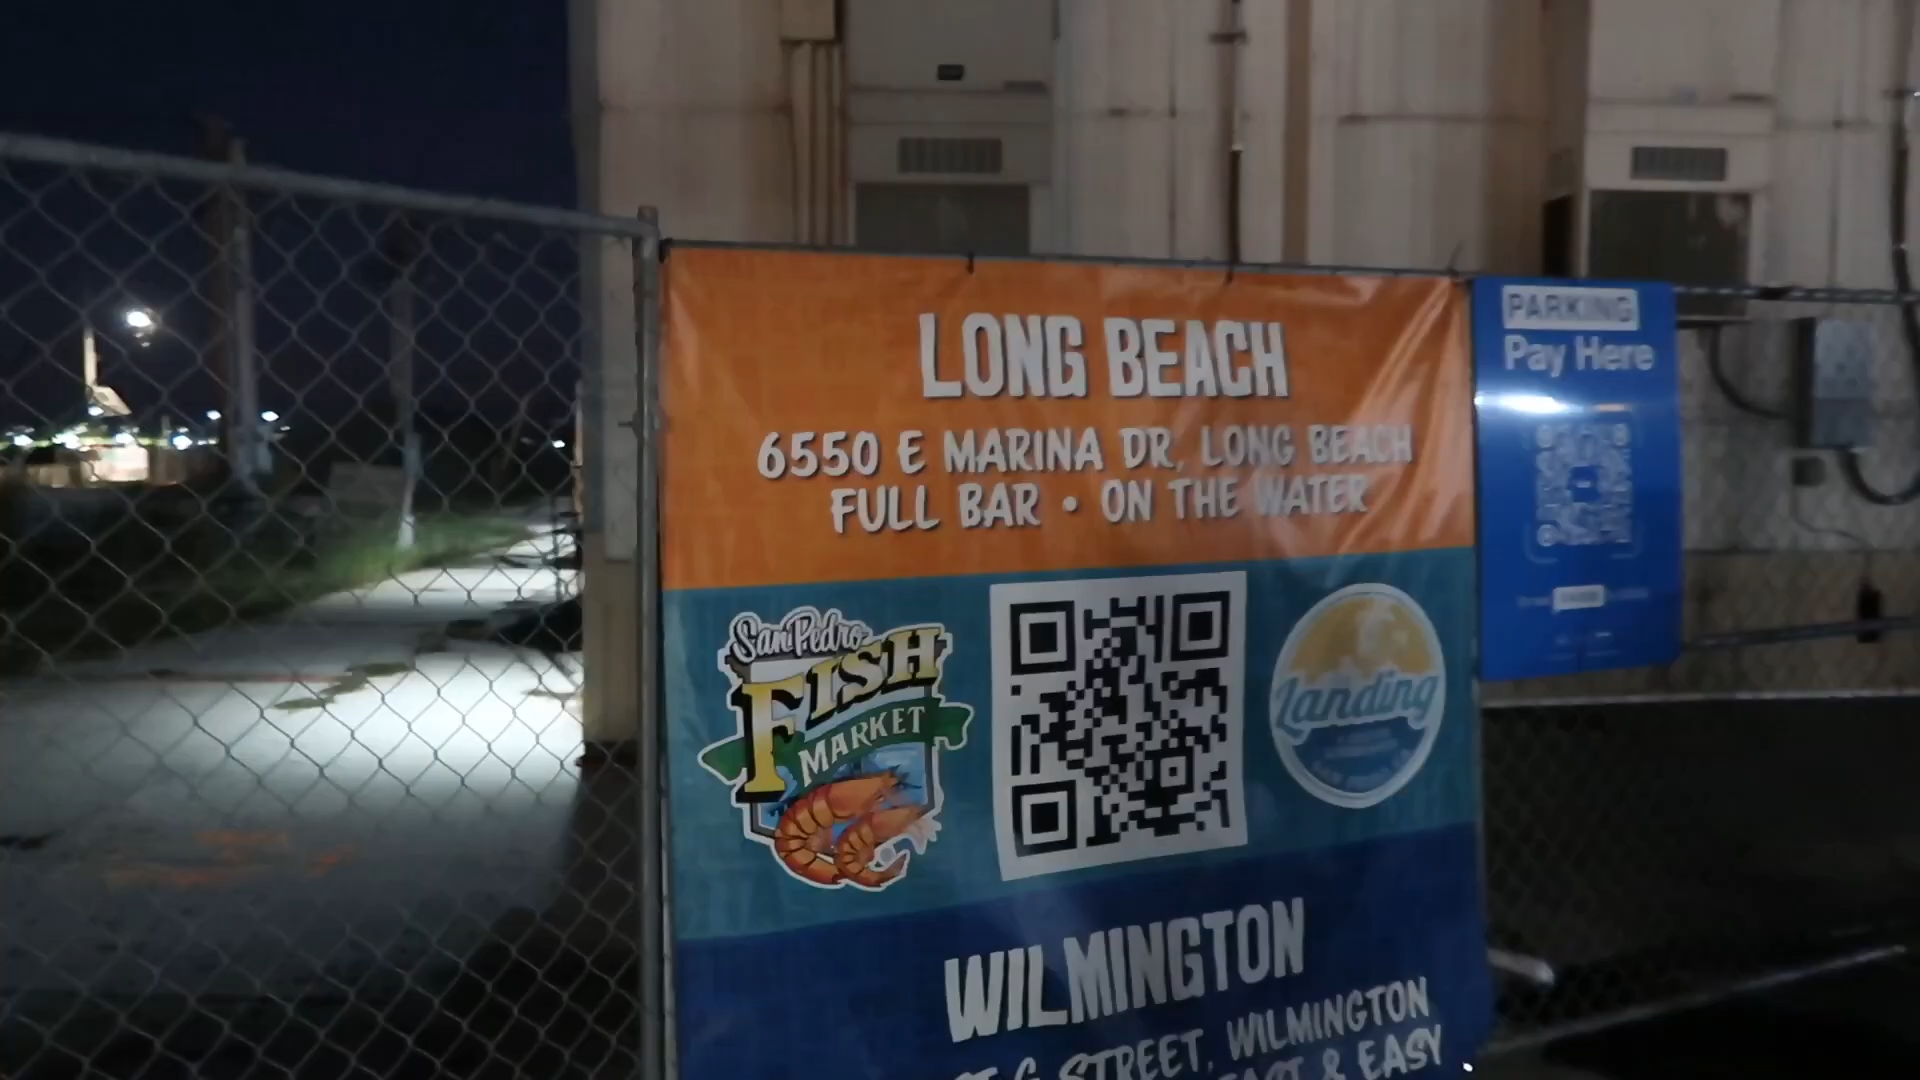 LONG BEACH
6550 E MARINA DR, LONG BEACH
FULL BAR • ON THE WATER
San Pedro
FISH
MARKET
Landing
WILMINGTON
STREET, WILMINGTON
& EASY
PARKING
Pay Here